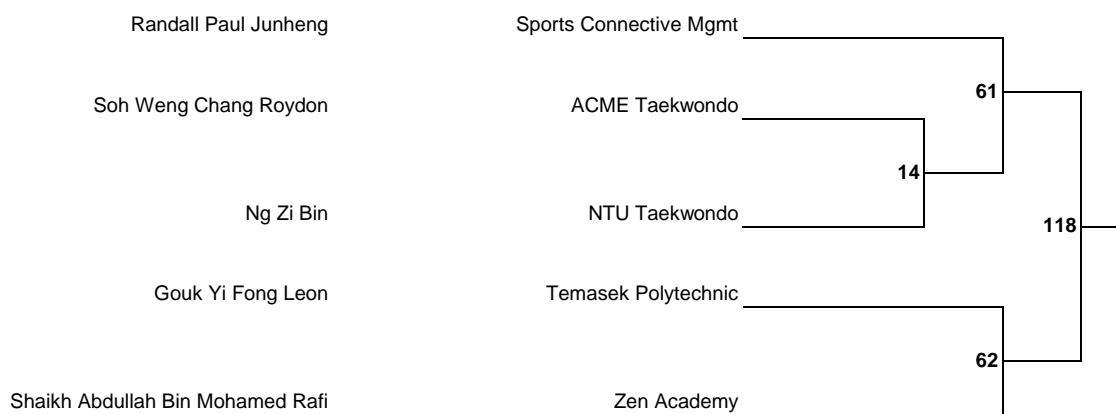 Randall Paul Junheng Sports Connective Mgmt
61
Soh Weng Chang Roydon ACME Taekwondo
14
Ng Zi Bin NTU Taekwondo
118
Gouk Yi Fong Leon Temasek Polytechnic
62
Shaikh Abdullah Bin Mohamed Rafi Zen Academy